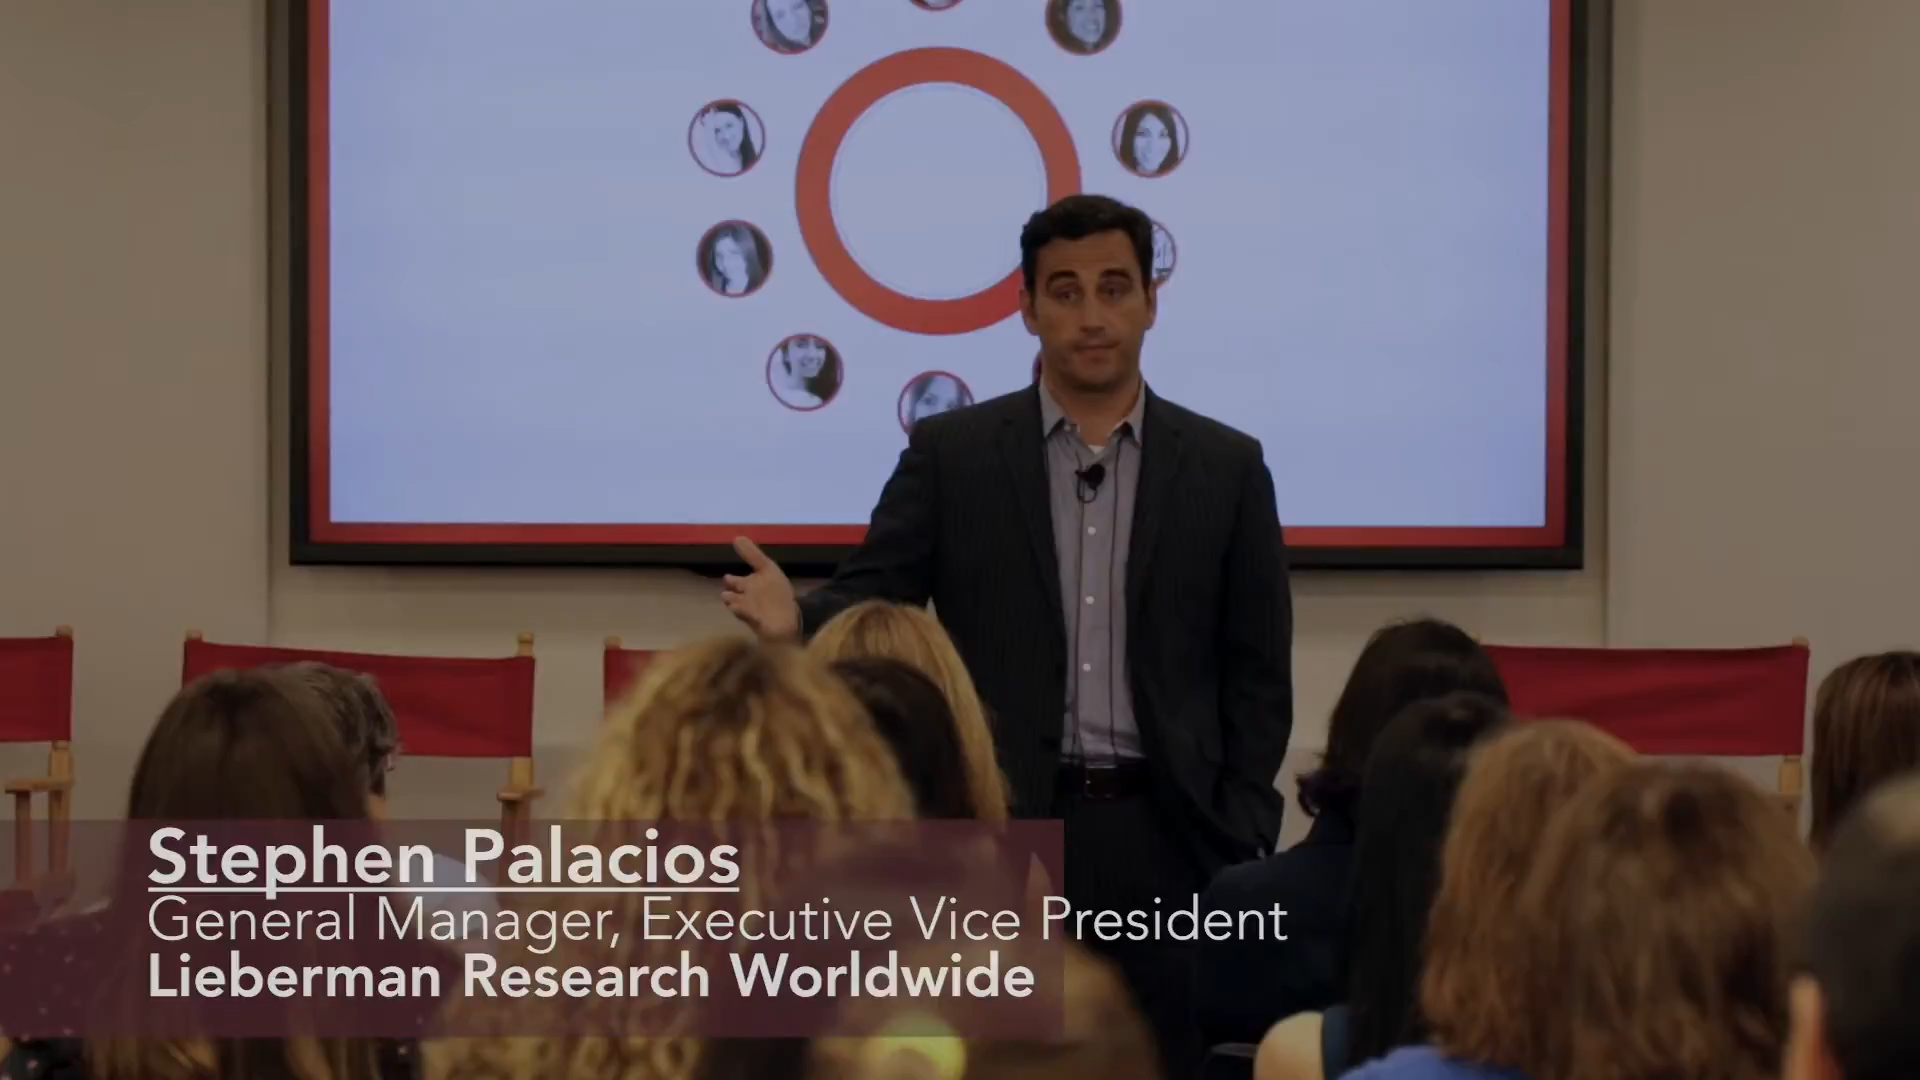 Stephen Palacios
General Manager, Executive Vice President
Lieberman Research Worldwide